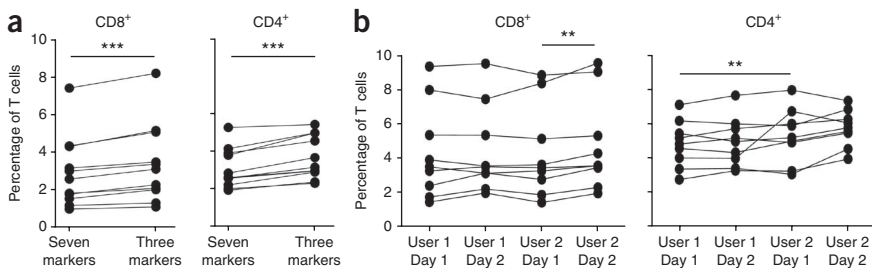 a
CD8+
CD4+
b
CD8+
CD4+
***
***
**
**
Percentage of T cells
10
8
6
4
2
0
Seven markers
Three markers
Seven markers
Three markers
Percentage of T cells
10
8
6
4
2
0
User 1 Day 1
User 1 Day 2
User 2 Day 1
User 2 Day 2
User 1 Day 1
User 1 Day 2
User 2 Day 1
User 2 Day 2